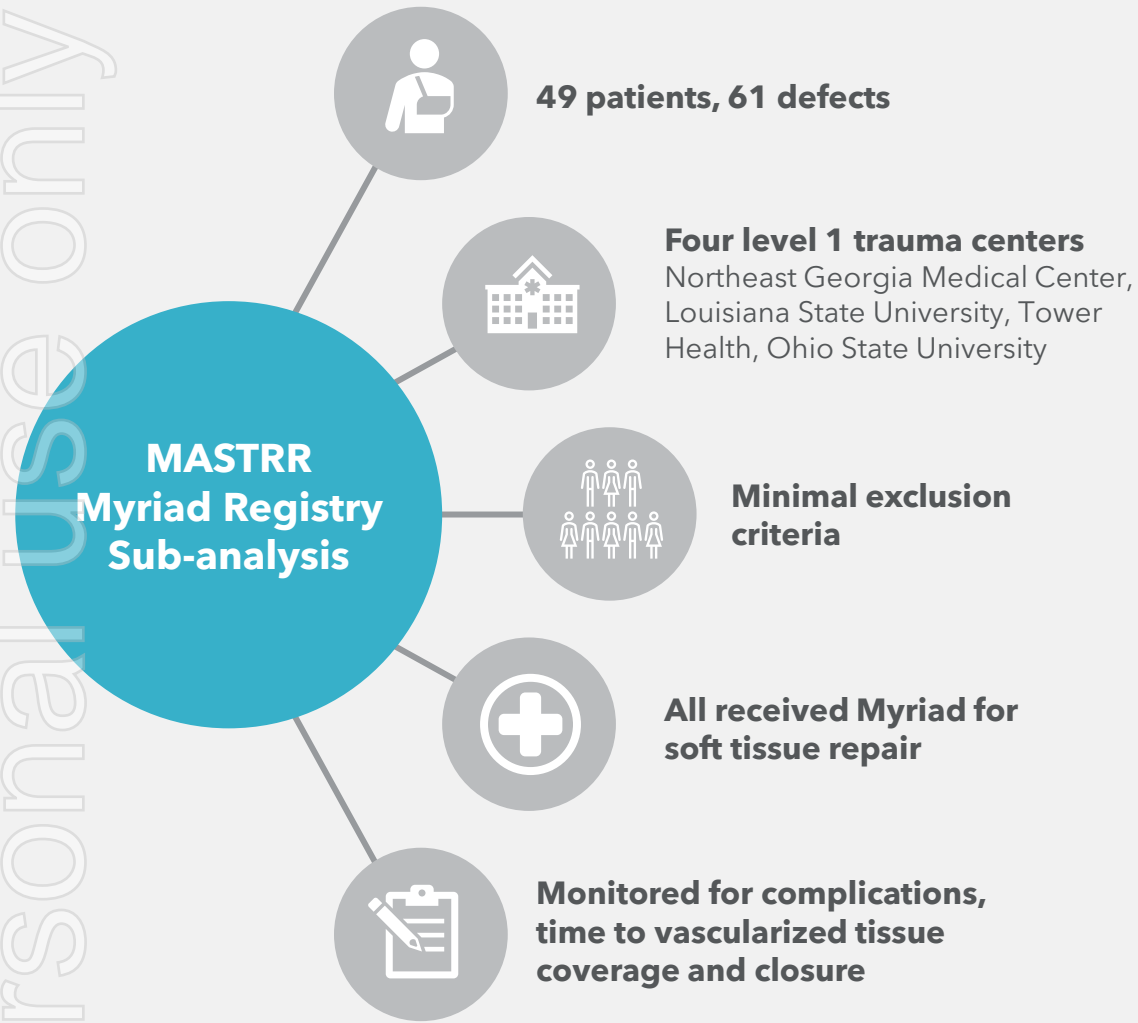 49 patients, 61 defects
Four level 1 trauma centers
Northeast Georgia Medical Center,
Louisiana State University, Tower
Health, Ohio State University
MASTRR
Myriad Registry
Sub-analysis
Minimal exclusion
criteria
All received Myriad for
soft tissue repair
Monitored for complications,
time to vascularized tissue
coverage and closure
rsonal use only